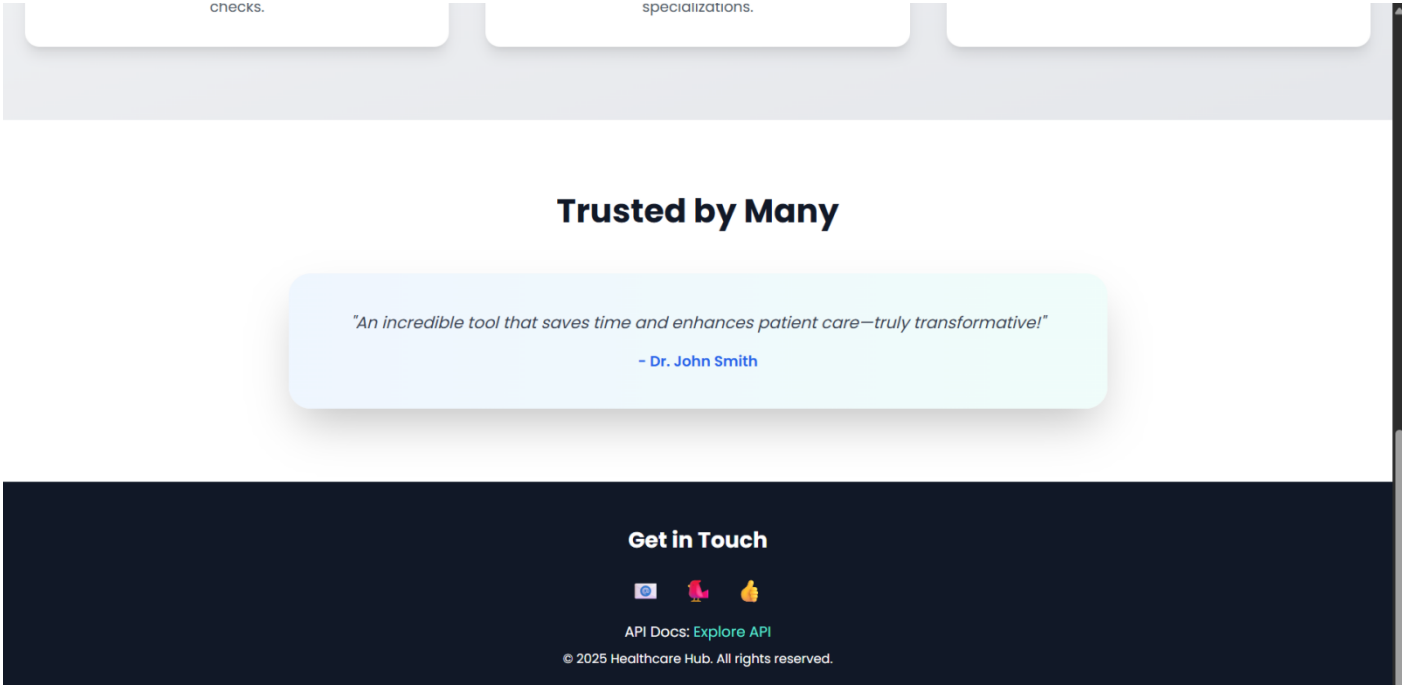 checks.
specializations.
Trusted by Many
"An incredible tool that saves time and enhances patient care—truly transformative!"
- Dr. John Smith
Get in Touch
API Docs: Explore API
© 2025 Healthcare Hub. All rights reserved.